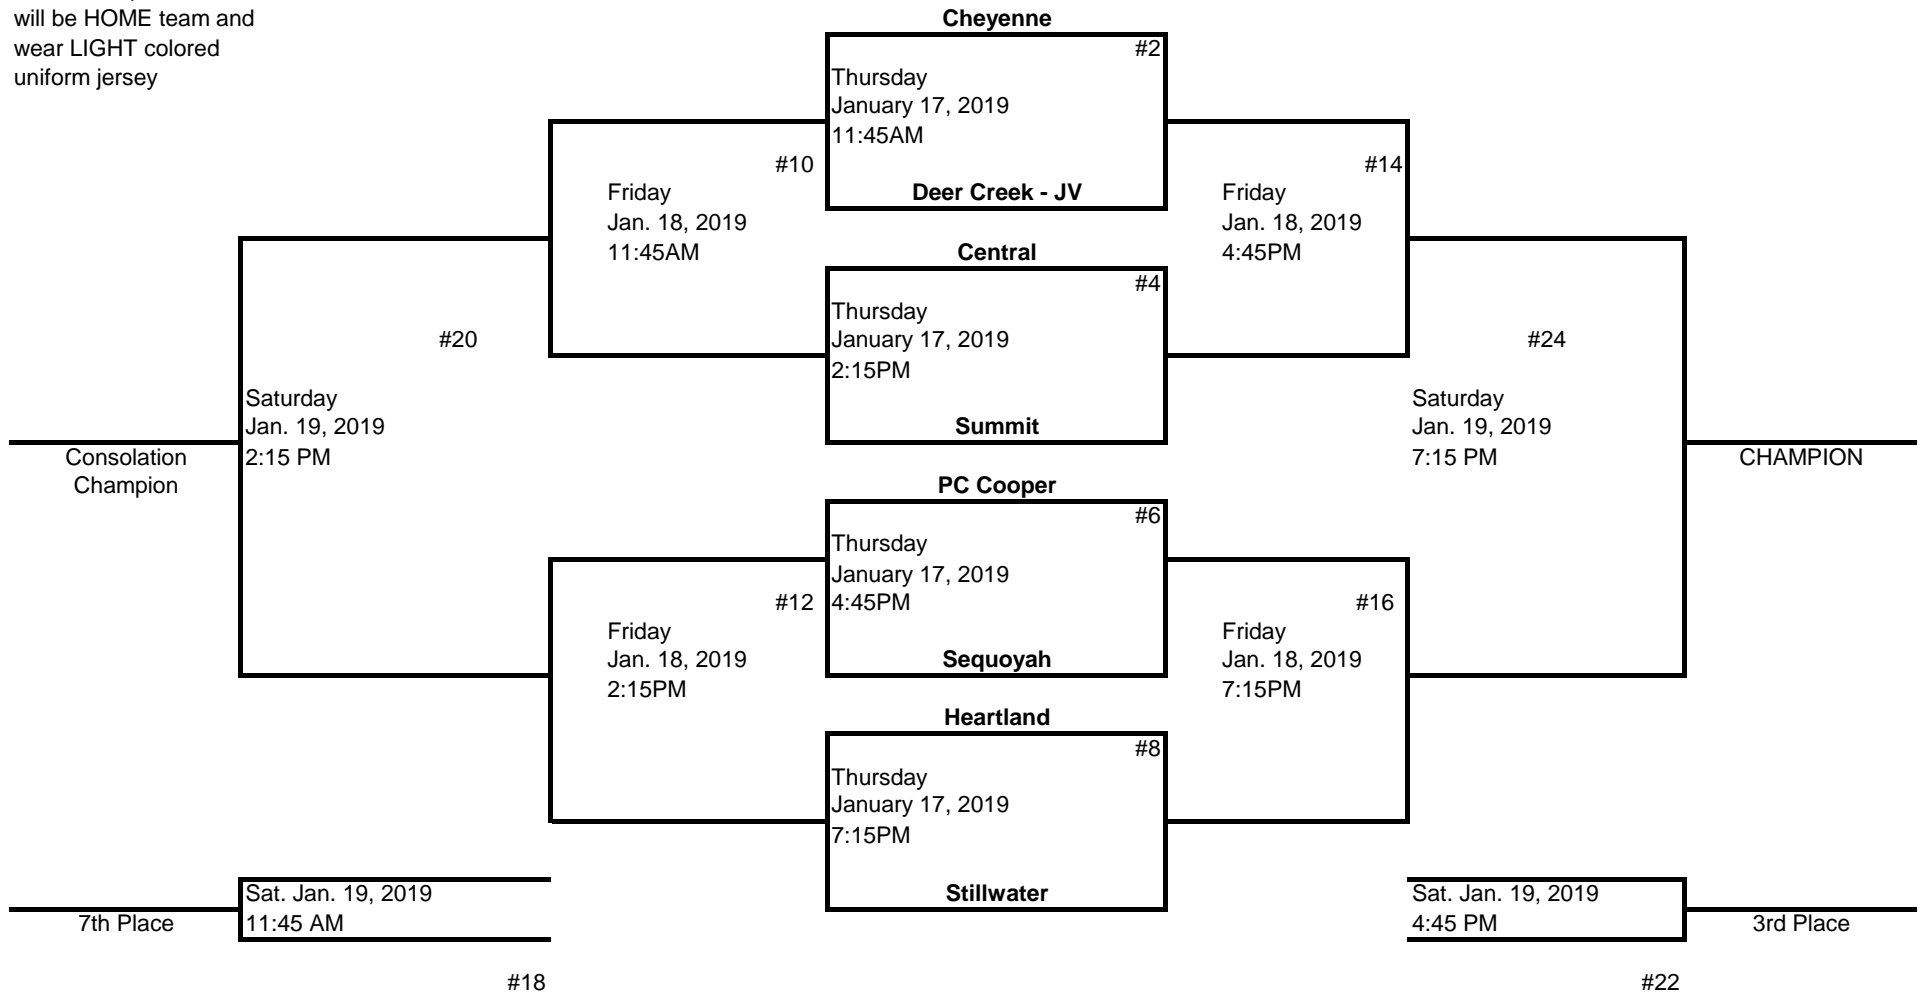 will be HOME team and
wear LIGHT colored
uniform jersey
Cheyenne
#2
Thursday
January 17, 2019
11:45AM
Deer Creek - JV
#10
Friday
Jan. 18, 2019
11:45AM
#14
Friday
Jan. 18, 2019
4:45PM
Central
#4
Thursday
January 17, 2019
2:15PM
Summit
#20
Saturday
Jan. 19, 2019
2:15 PM
Consolation
Champion
#24
Saturday
Jan. 19, 2019
7:15 PM
CHAMPION
PC Cooper
#6
Thursday
January 17, 2019
4:45PM
Sequoyah
#12
Friday
Jan. 18, 2019
2:15PM
#16
Friday
Jan. 18, 2019
7:15PM
Heartland
#8
Thursday
January 17, 2019
7:15PM
Stillwater
Sat. Jan. 19, 2019
11:45 AM
7th Place
#18
Sat. Jan. 19, 2019
4:45 PM
3rd Place
#22